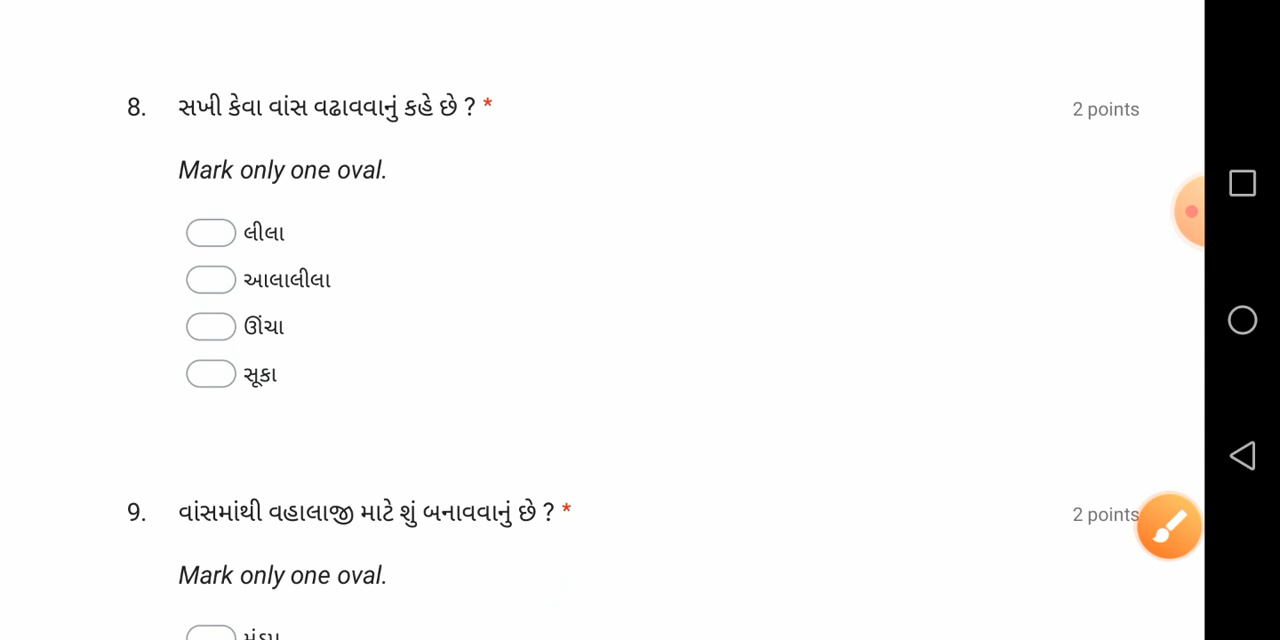 8. સખી કેવા વાંસ વઢાવવાનું કહે છે ? * 2 points
Mark only one oval.
લીલા
આલાલીલા
ઊંચા
સૂકા
9. વાંસમાંથી વહાલાજી માટે શું બનાવવાનું છે ? * 2 points
Mark only one oval.